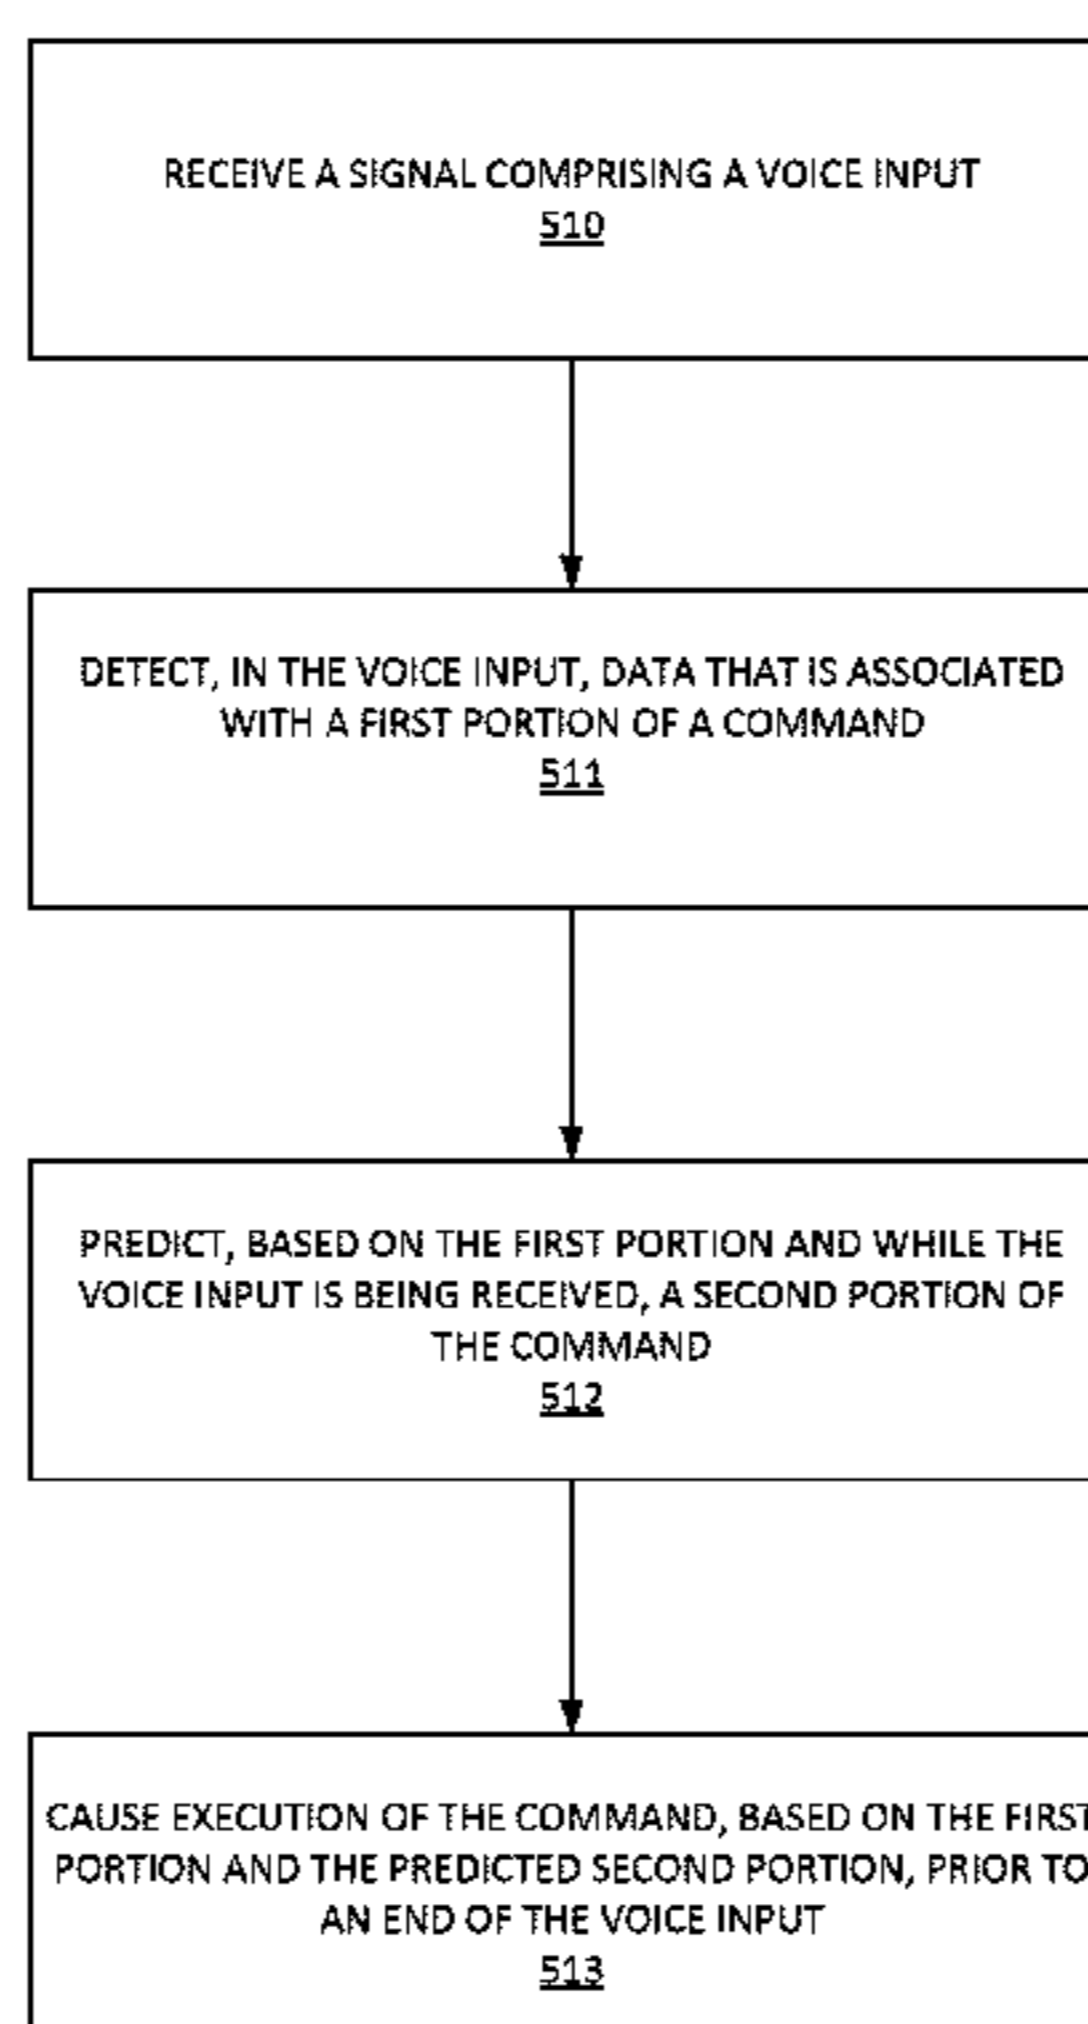 RECEIVE A SIGNAL COMPRISING A VOICE INPUT
510
DETECT, IN THE VOICE INPUT, DATA THAT IS ASSOCIATED
WITH A FIRST PORTION OF A COMMAND
511
PREDICT, BASED ON THE FIRST PORTION AND WHILE THE
VOICE INPUT IS BEING RECEIVED, A SECOND PORTION OF
THE COMMAND
512
CAUSE EXECUTION OF THE COMMAND, BASED ON THE FIRST
PORTION AND THE PREDICTED SECOND PORTION, PRIOR TO
AN END OF THE VOICE INPUT
513